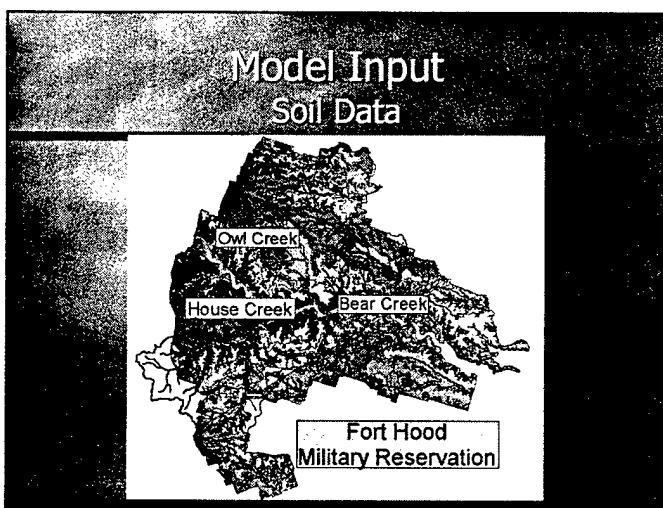 Model Input
Soil Data
Owl Creek
House Creek
Bear Creek
Fort Hood
Military Reservation